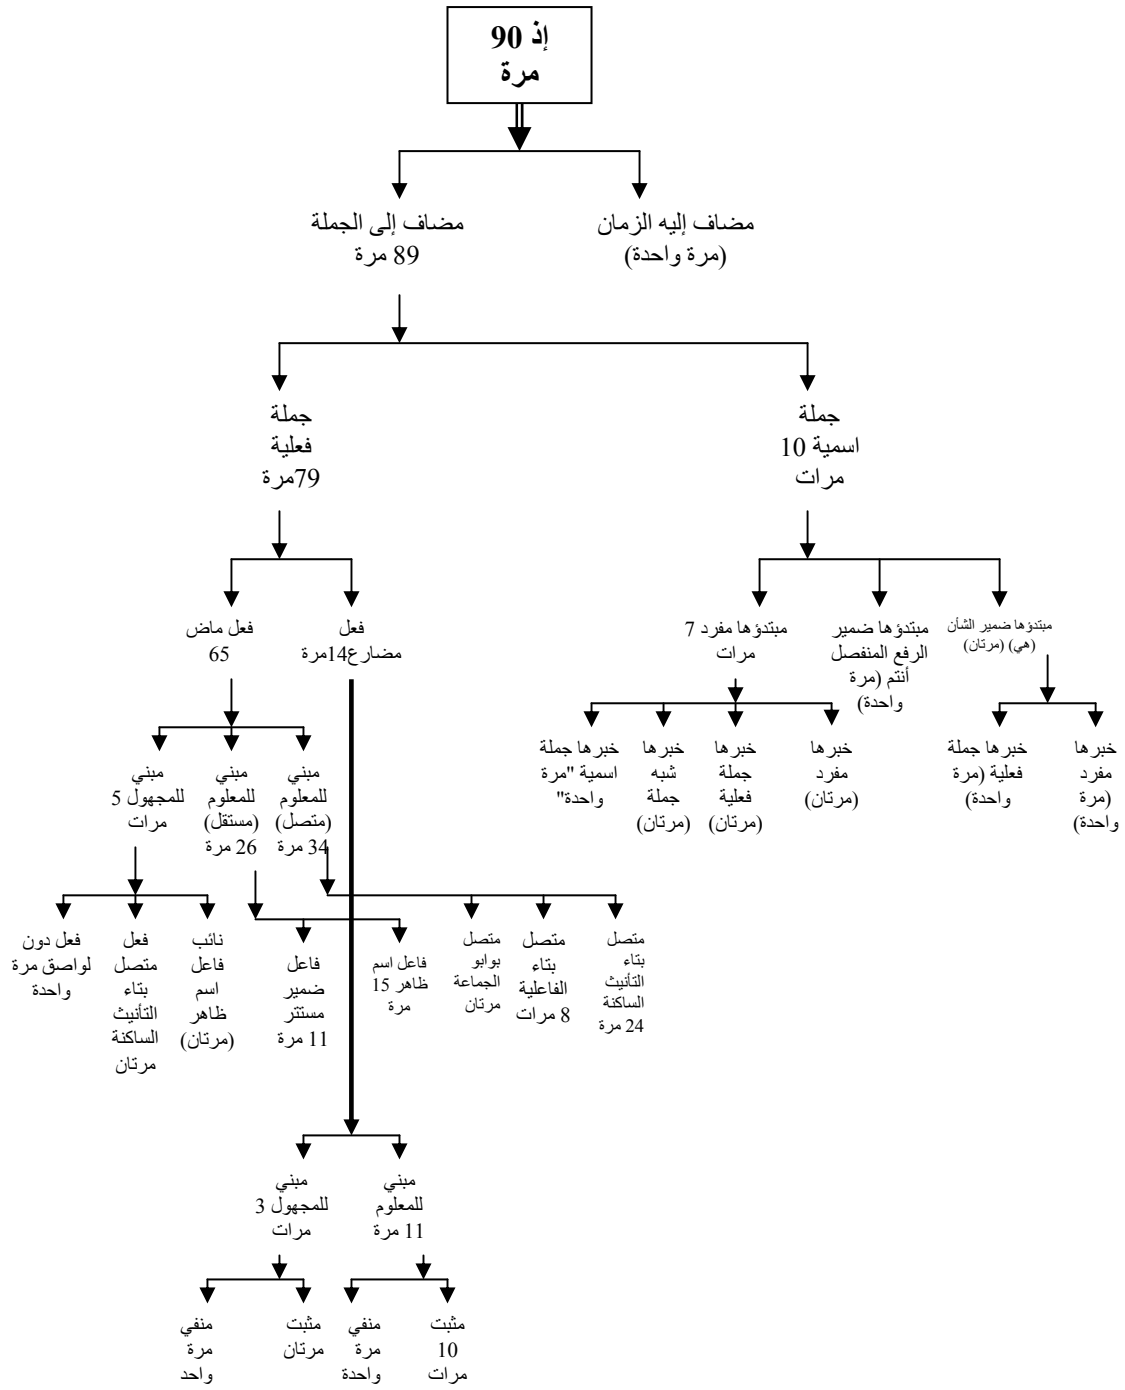 إذ 90
مرة
مضاف إليه الزمان
(مرة واحدة)
مضاف إلى الجملة
89 مرة
جملة
اسمية 10
مرات
جملة
فعلية
79مرة
مبتدؤها ضمير الشأن
(هي) (مرتان)
مبتدؤها ضمير
الرفع المنفصل
أنتم (مرة
واحدة)
مبتدؤها مفرد 7
مرات
فعل
مضارع14مرة
فعل ماض
65
خبرها
مفرد
(مرة
واحدة)
خبرها جملة
فعلية (مرة
واحدة)
خبرها
مفرد
(مرتان)
خبرها
جملة
فعلية
(مرتان)
خبرها
شبه
جملة
(مرتان)
خبرها جملة
اسمية "مرة
واحدة"
مبني
للمعلوم
(متصل)
34 مرة
مبني
للمعلوم
(مستقل)
26 مرة
مبني
للمجهول 5
مرات
متصل
بتاء
التأنيث
الساكنة
24 مرة
متصل
بتاء
الفاعلية
8 مرات
متصل
بوابو
الجماعة
مرتان
فاعل اسم
ظاهر 15
مرة
فاعل
ضمير
مستتر
11 مرة
نائب
فاعل
اسم
ظاهر
(مرتان)
فعل
متصل
بتاء
التأنيث
الساكنة
مرتان
فعل دون
لواصق مرة
واحدة
مبني
للمعلوم
11 مرة
مبني
للمجهول 3
مرات
مثبت
10
مرات
منفي
مرة
واحدة
مثبت
مرتان
منفي
مرة
واحد